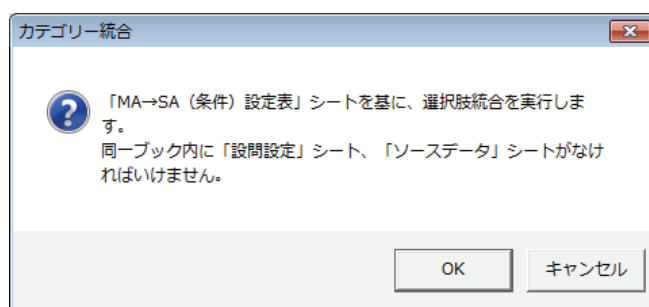 カテゴリー統合
「MA→SA（条件）設定表」シートを基に、選択肢統合を実行しま
す。
同一ブック内に「設問設定」シート、「ソースデータ」シートがなけ
ればいけません。
OK
キャンセル